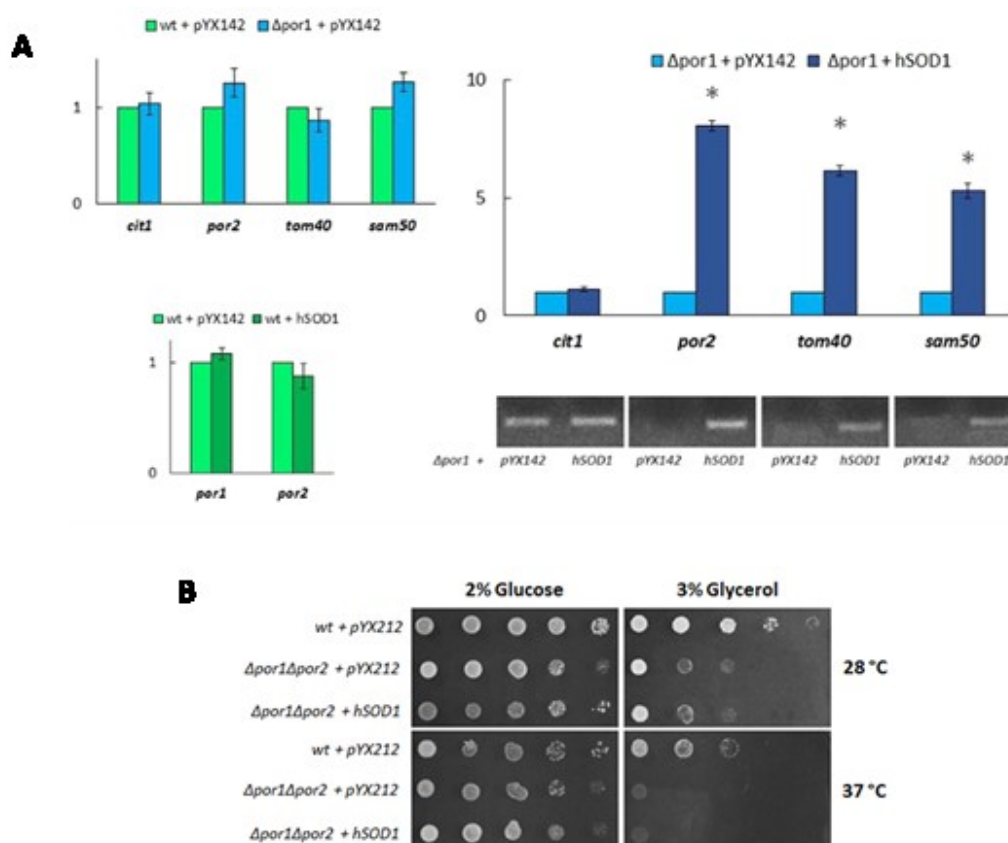 A
wt + pYX142 Δpor1 + pYX142
1
0
cit1 por2 tom40 sam50
Δpor1 + pYX142 Δpor1 + hSOD1
10
5
0
* * *
cit1 por2 tom40 sam50
wt + pYX142 wt + hSOD1
1
0
por1 por2
Δpor1 + pYX142 hSOD1 pYX142 hSOD1 pYX142 hSOD1 pYX142 hSOD1
B
2% Glucose 3% Glycerol
wt + pYX212
Δpor1Δpor2 + pYX212
Δpor1Δpor2 + hSOD1
28 °C
wt + pYX212
Δpor1Δpor2 + pYX212
Δpor1Δpor2 + hSOD1
37 °C